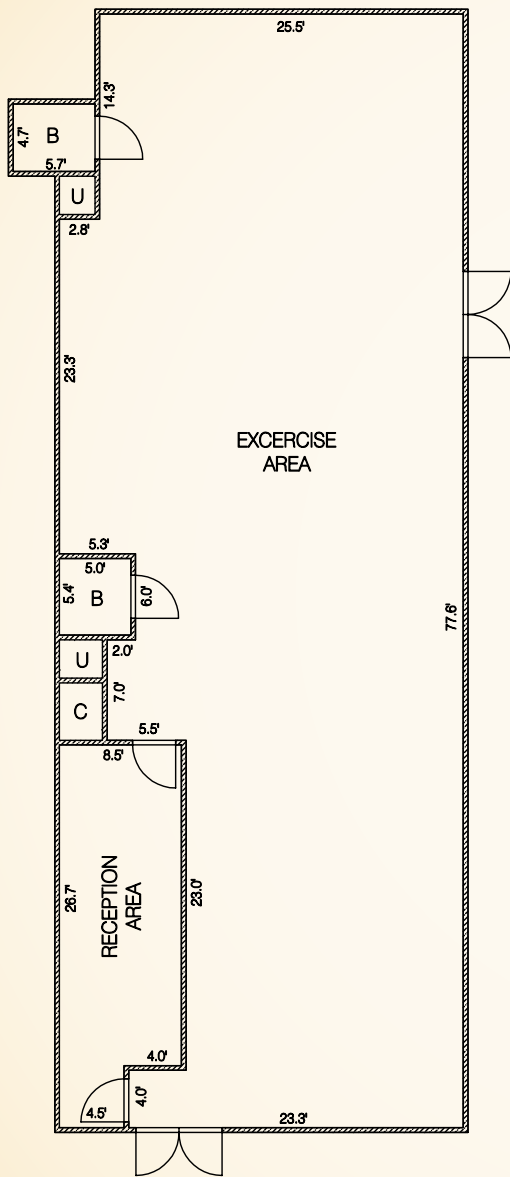 25.5'
14.3'
4.7'
B
5.7'
U
2.8'
23.3'
EXCERCISE
AREA
5.3'
5.0'
5.4'
B
6.0'
77.6'
U
2.0'
7.0'
C
5.5'
8.5'
26.7'
RECEPTION
AREA
23.0'
4.0'
4.0'
4.5'
23.3'